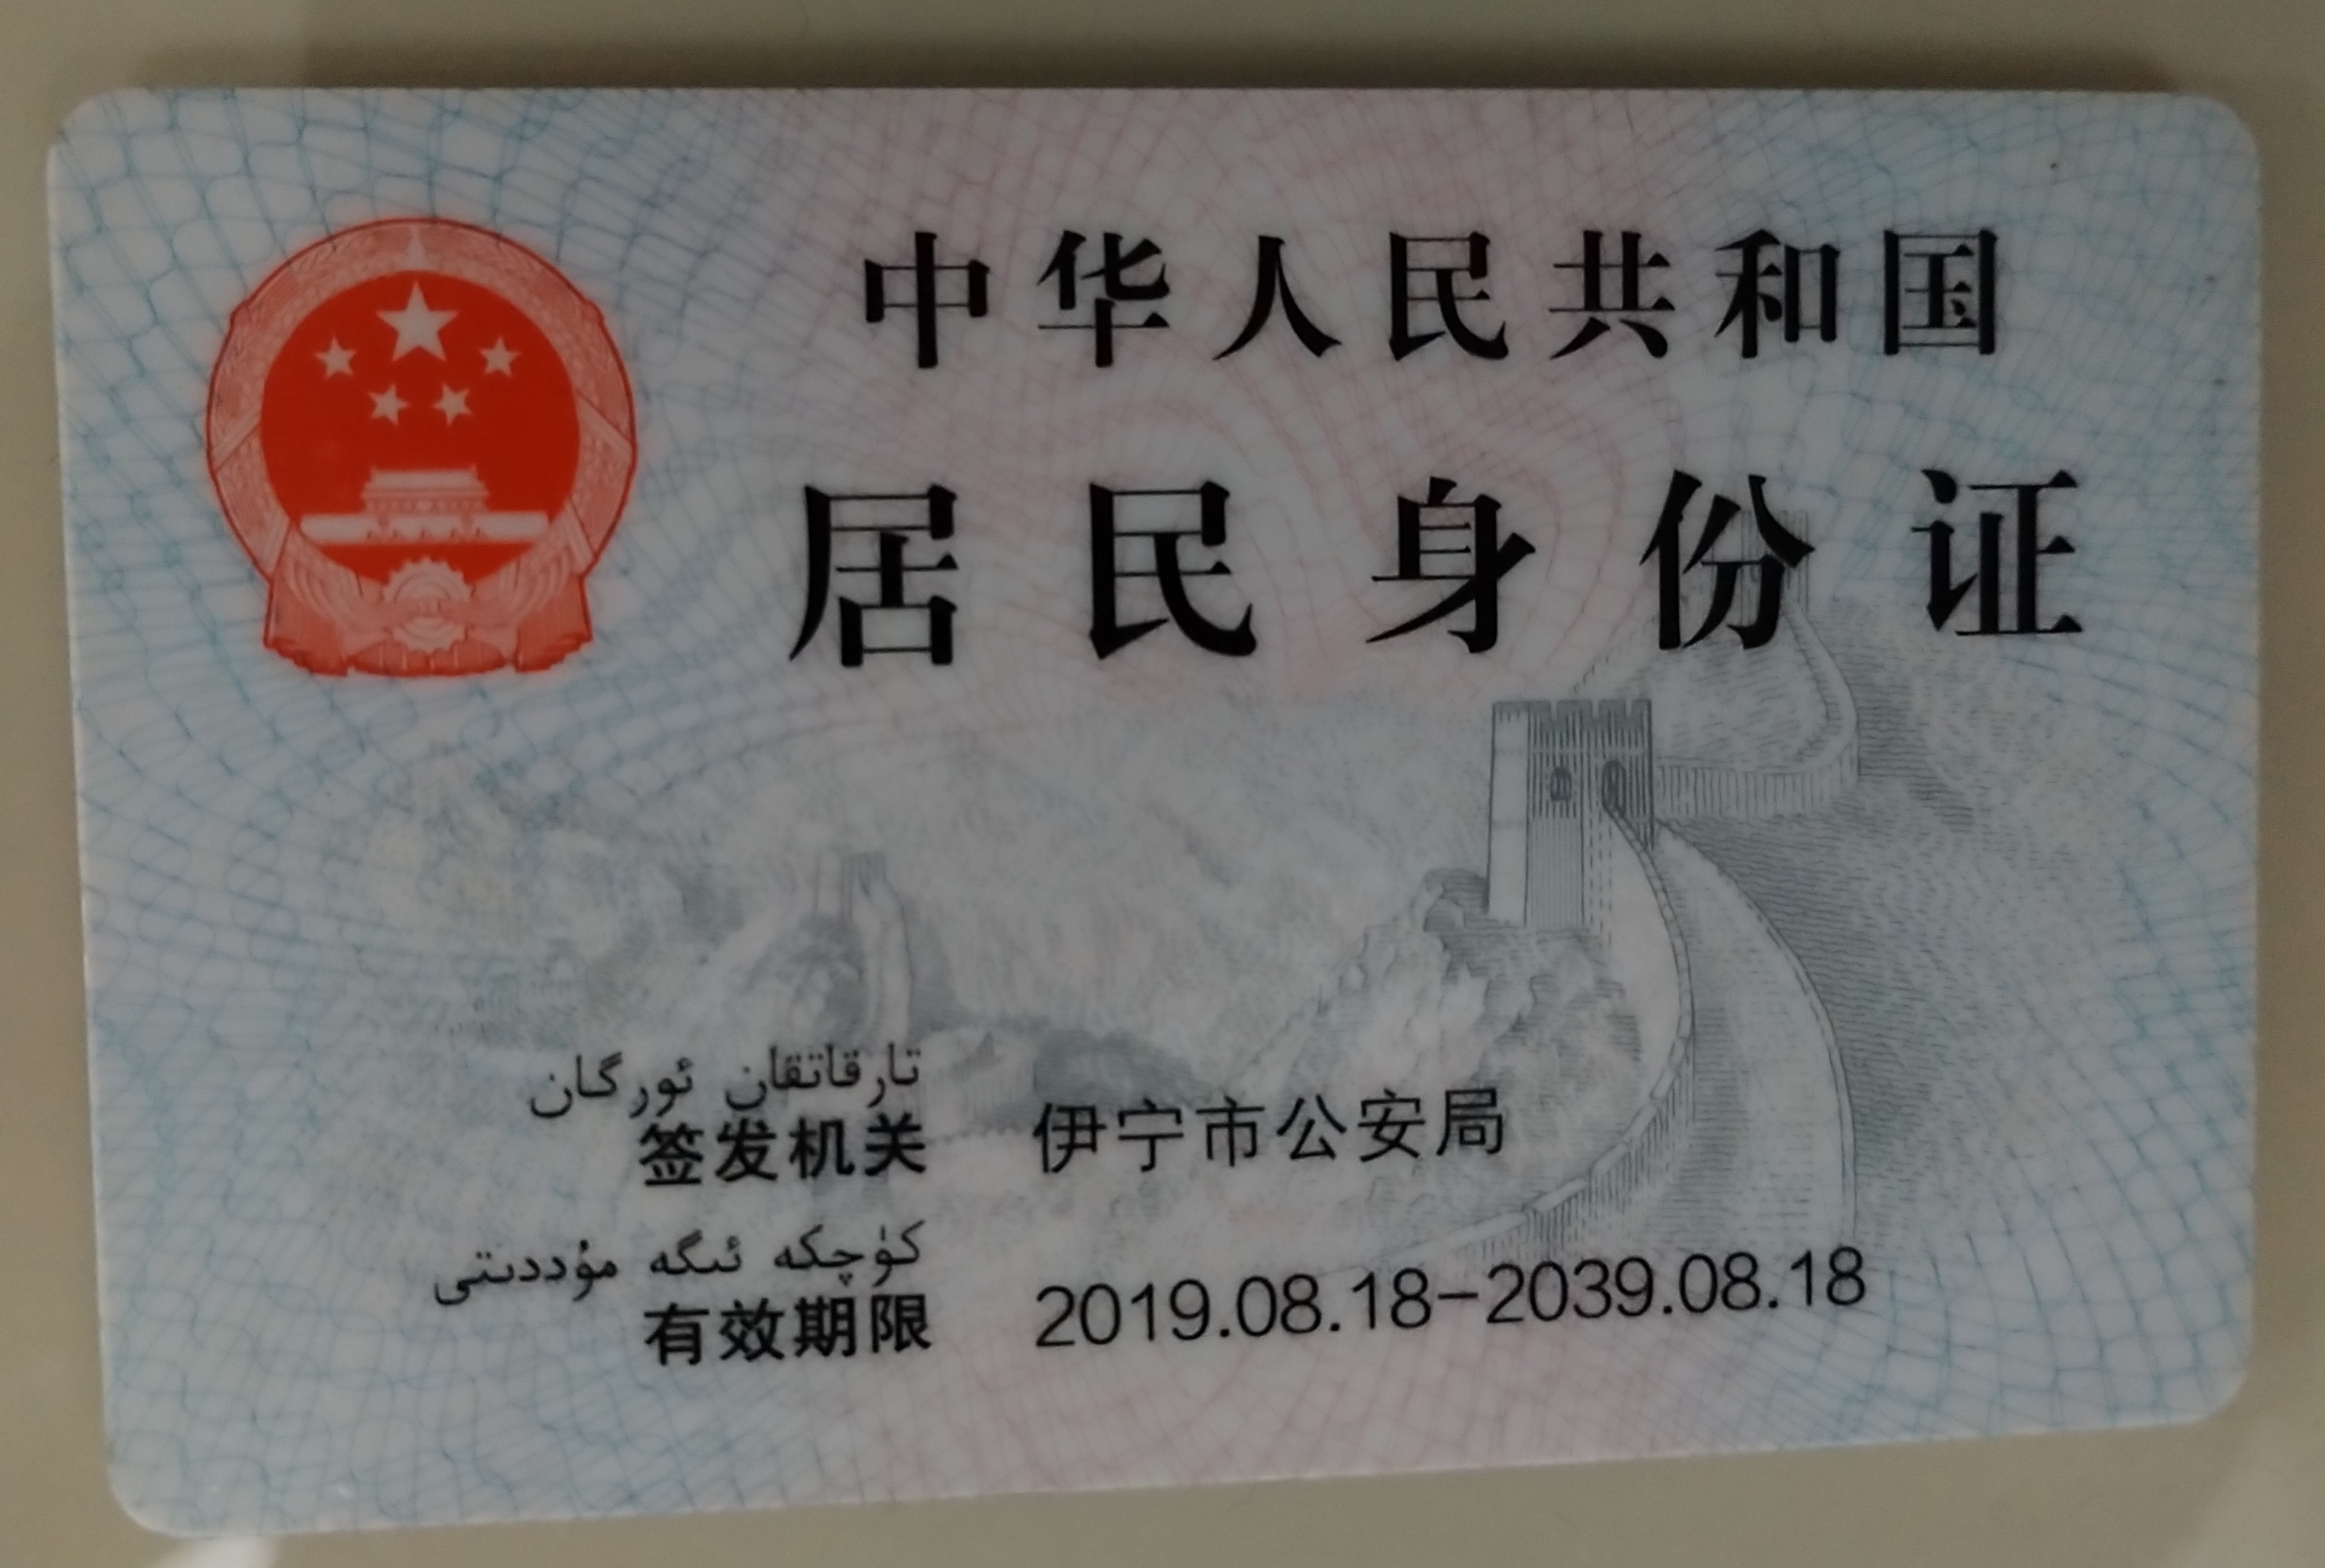 中华人民共和国
居民身份证
تارقاتقان ئورگان
签发机关 伊宁市公安局
كۈچكە ئىگە مۇددىتى
有效期限 2019.08.18-2039.08.18